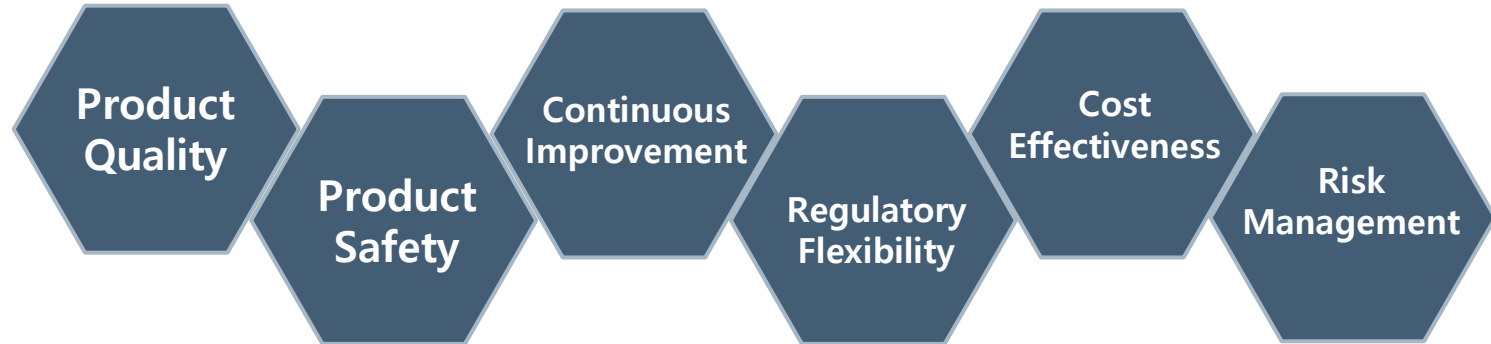 Product
Quality
Product
Safety
Continuous
Improvement
Regulatory
Flexibility
Cost
Effectiveness
Risk
Management